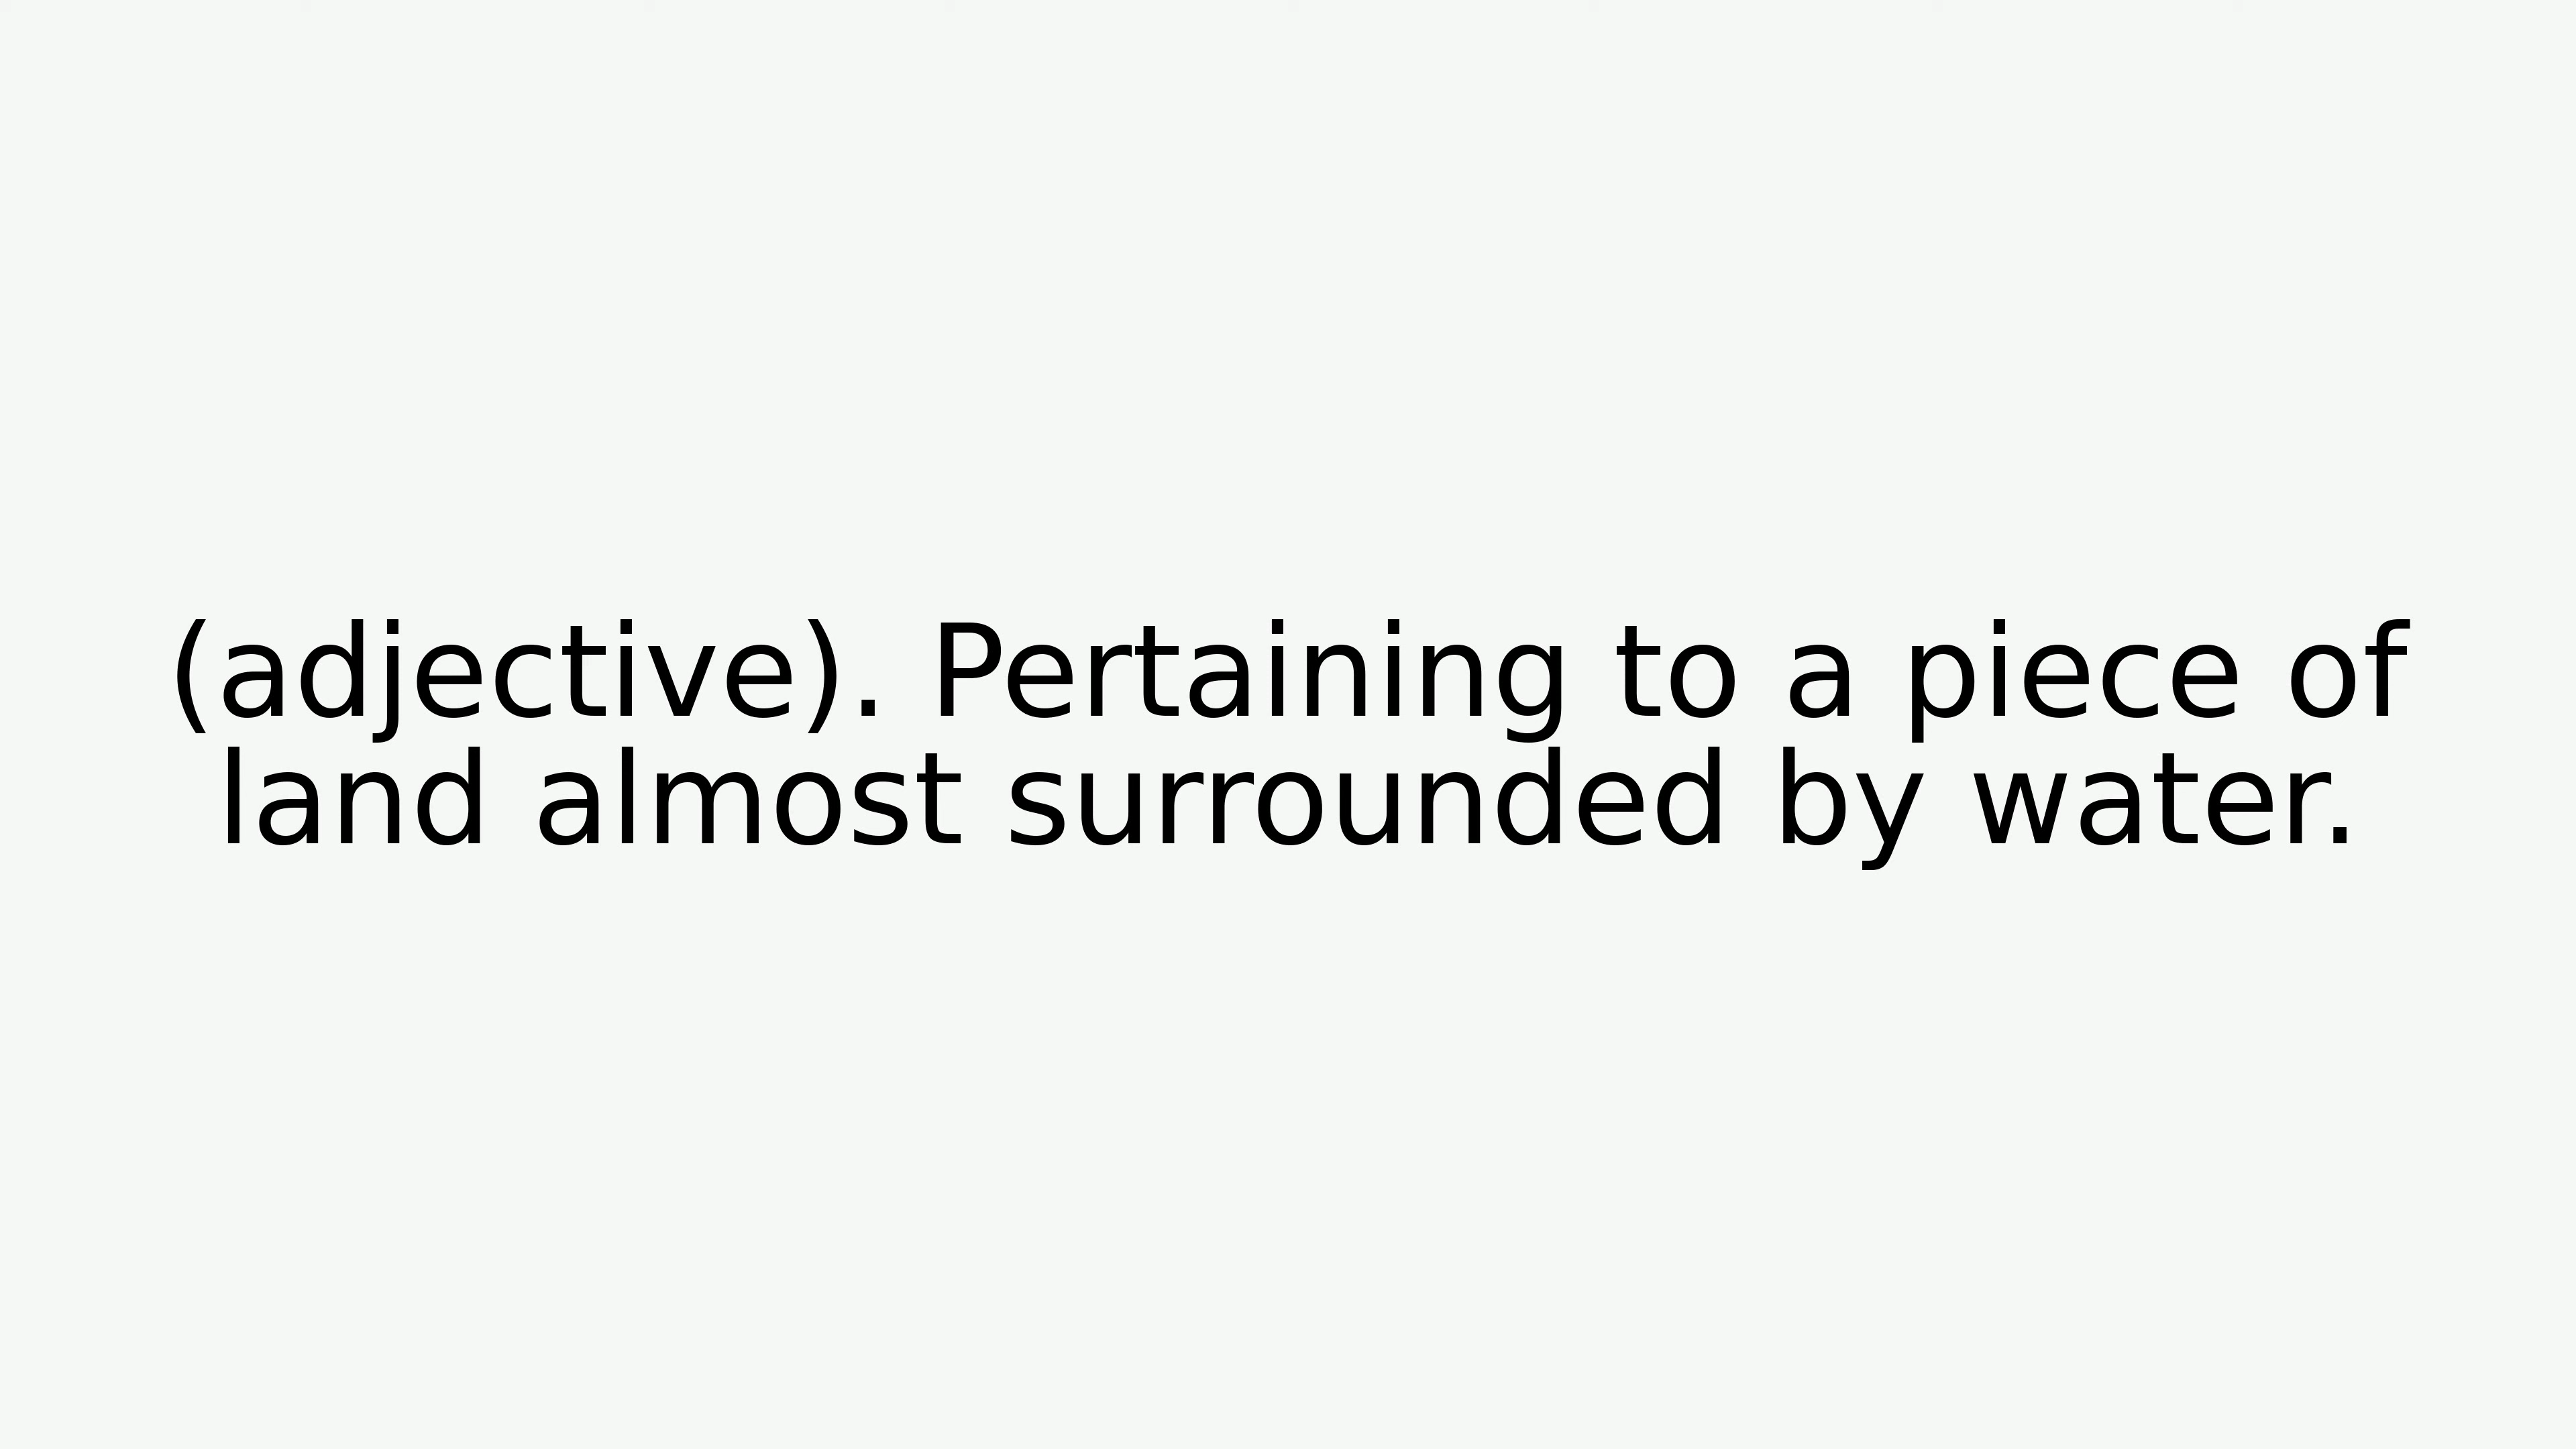 (adjective). Pertaining to a piece of
land almost surrounded by water.